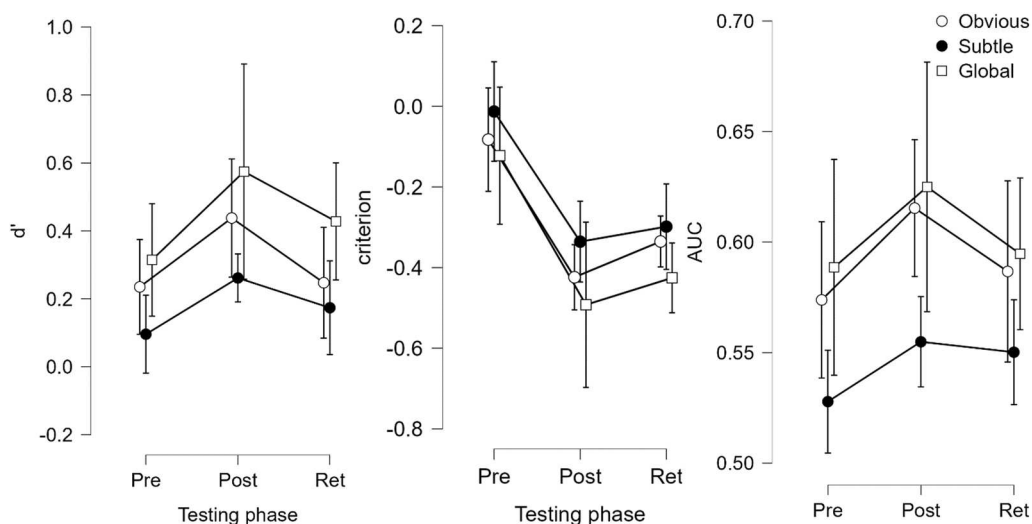 d'
1.0
0.8
0.6
0.4
0.2
0.0
-0.2
Pre Post Ret
Testing phase
criterion
0.2
0.0
-0.2
-0.4
-0.6
-0.8
Pre Post Ret
Testing phase
AUC
0.70
0.65
0.60
0.55
0.50
Pre Post Ret
Testing phase
Obvious
Subtle
Global